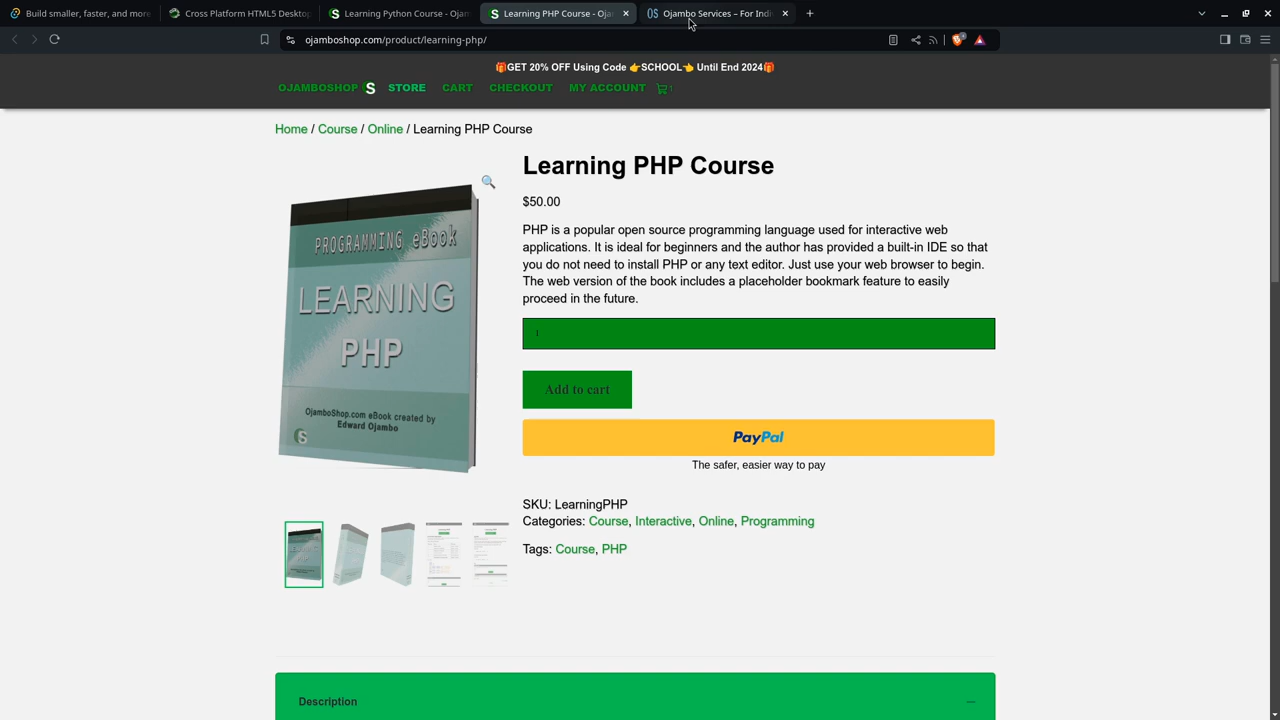 Build smaller, faster, and more
Cross Platform HTML5 Desktop
Learning Python Course - Ojam
Learning PHP Course - Oja
Ojambo Services – For Indi
ojamboshop.com/product/learning-php/
🎁GET 20% OFF Using Code 👉SCHOOL👈 Until End 2024🎁
OJAMBOSHOP S STORE CART CHECKOUT MY ACCOUNT 1
Home / Course / Online / Learning PHP Course
Learning PHP Course
$50.00
PHP is a popular open source programming language used for interactive web
applications. It is ideal for beginners and the author has provided a built-in IDE so that
you do not need to install PHP or any text editor. Just use your web browser to begin.
The web version of the book includes a placeholder bookmark feature to easily
proceed in the future.
1
Add to cart
PayPal
The safer, easier way to pay
SKU: LearningPHP
Categories: Course, Interactive, Online, Programming
Tags: Course, PHP
PROGRAMMING eBook
LEARNING
PHP
OjamboShop.com eBook created by
Edward Ojambo
S
Description